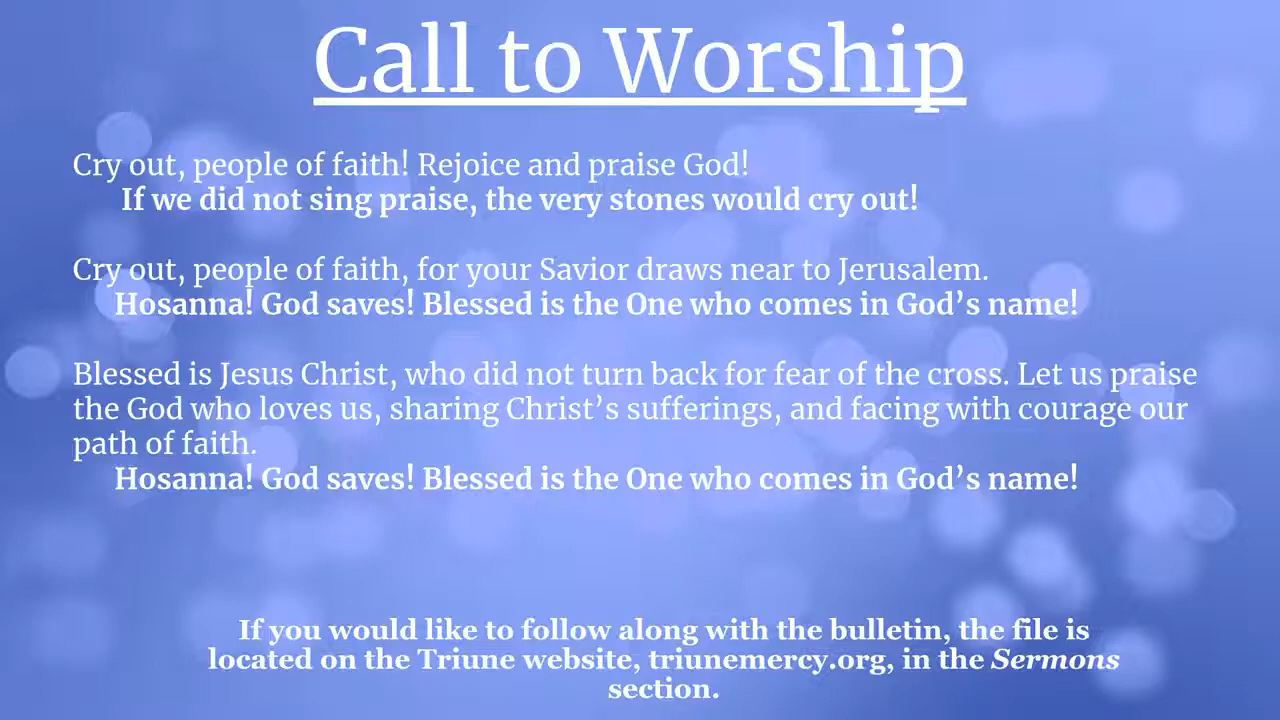 Call to Worship
Cry out, people of faith! Rejoice and praise God!
If we did not sing praise, the very stones would cry out!
Cry out, people of faith, for your Savior draws near to Jerusalem.
Hosanna! God saves! Blessed is the One who comes in God’s name!
Blessed is Jesus Christ, who did not turn back for fear of the cross. Let us praise
the God who loves us, sharing Christ’s sufferings, and facing with courage our
path of faith.
Hosanna! God saves! Blessed is the One who comes in God’s name!
If you would like to follow along with the bulletin, the file is
located on the Triune website, triunemercy.org, in the Sermons
section.